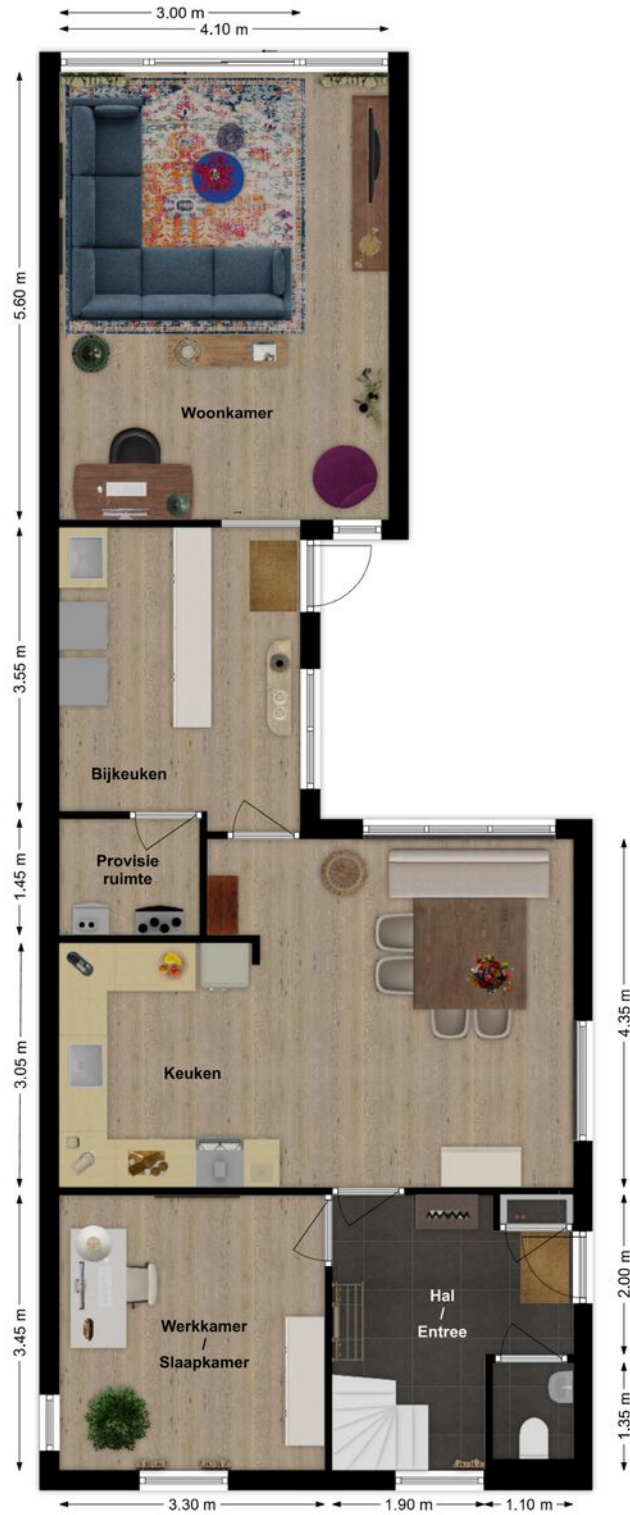 3.00 m
4.10 m
5.60 m
Woonkamer
3.55 m
Bijkeuken
1.45 m
Provisie
ruimte
4.35 m
3.05 m
Keuken
3.45 m
Werkkamer
/
Slaapkamer
Hal
/
Entree
2.00 m
1.35 m
3.30 m
1.90 m
1.10 m